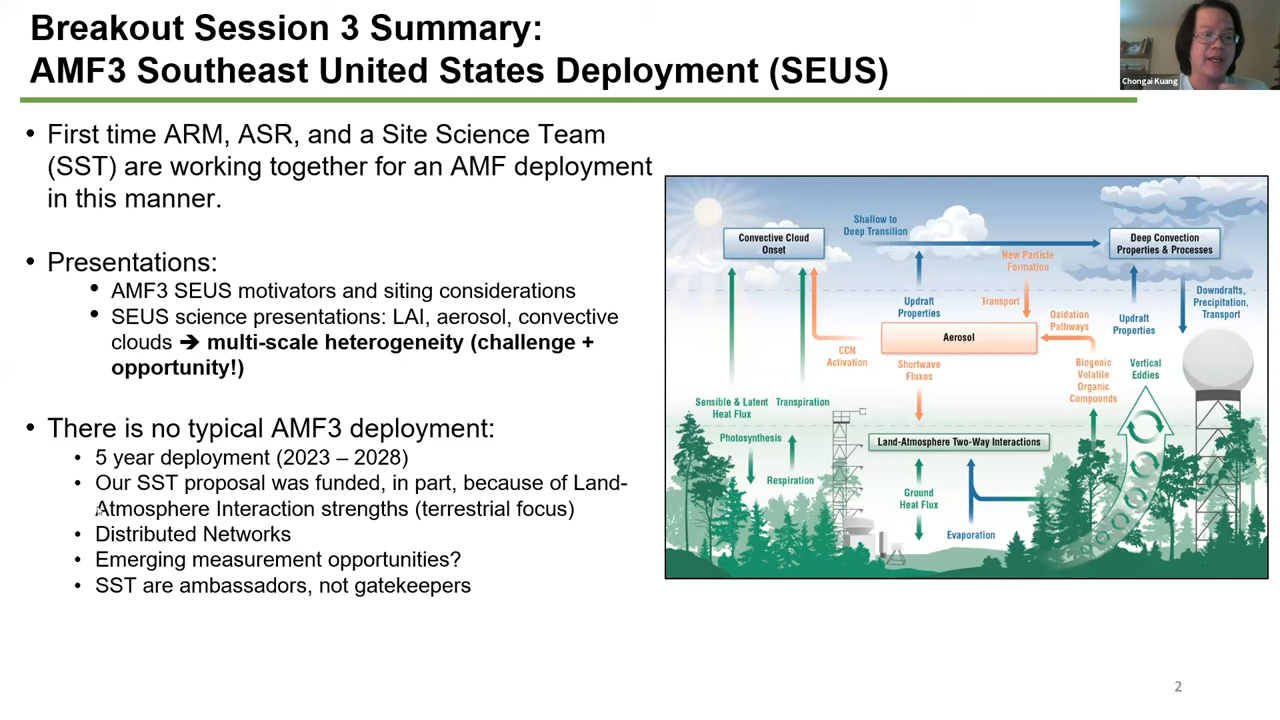 Breakout Session 3 Summary:
AMF3 Southeast United States Deployment (SEUS)
Chongai Kuang
• First time ARM, ASR, and a Site Science Team
(SST) are working together for an AMF deployment
in this manner.
• Presentations:
• AMF3 SEUS motivators and siting considerations
• SEUS science presentations: LAI, aerosol, convective
clouds ➔ multi-scale heterogeneity (challenge +
opportunity!)
• There is no typical AMF3 deployment:
• 5 year deployment (2023 – 2028)
• Our SST proposal was funded, in part, because of Land-
Atmosphere Interaction strengths (terrestrial focus)
• Distributed Networks
• Emerging measurement opportunities?
• SST are ambassadors, not gatekeepers
Convective Cloud
Onset
Shallow to
Deep Transition
Deep Convection
Properties & Processes
New Particle
Formation
Updraft
Properties
Transport
Oxidation
Pathways
Updraft
Properties
Downdrafts,
Precipitation,
Transport
Aerosol
CCN
Activation
Shortwave
Fluxes
Biogenic
Volatile
Organic
Compounds
Vertical
Eddies
Sensible & Latent
Heat Flux
Transpiration
Photosynthesis
Respiration
Land-Atmosphere Two-Way Interactions
Ground
Heat Flux
Evaporation
2